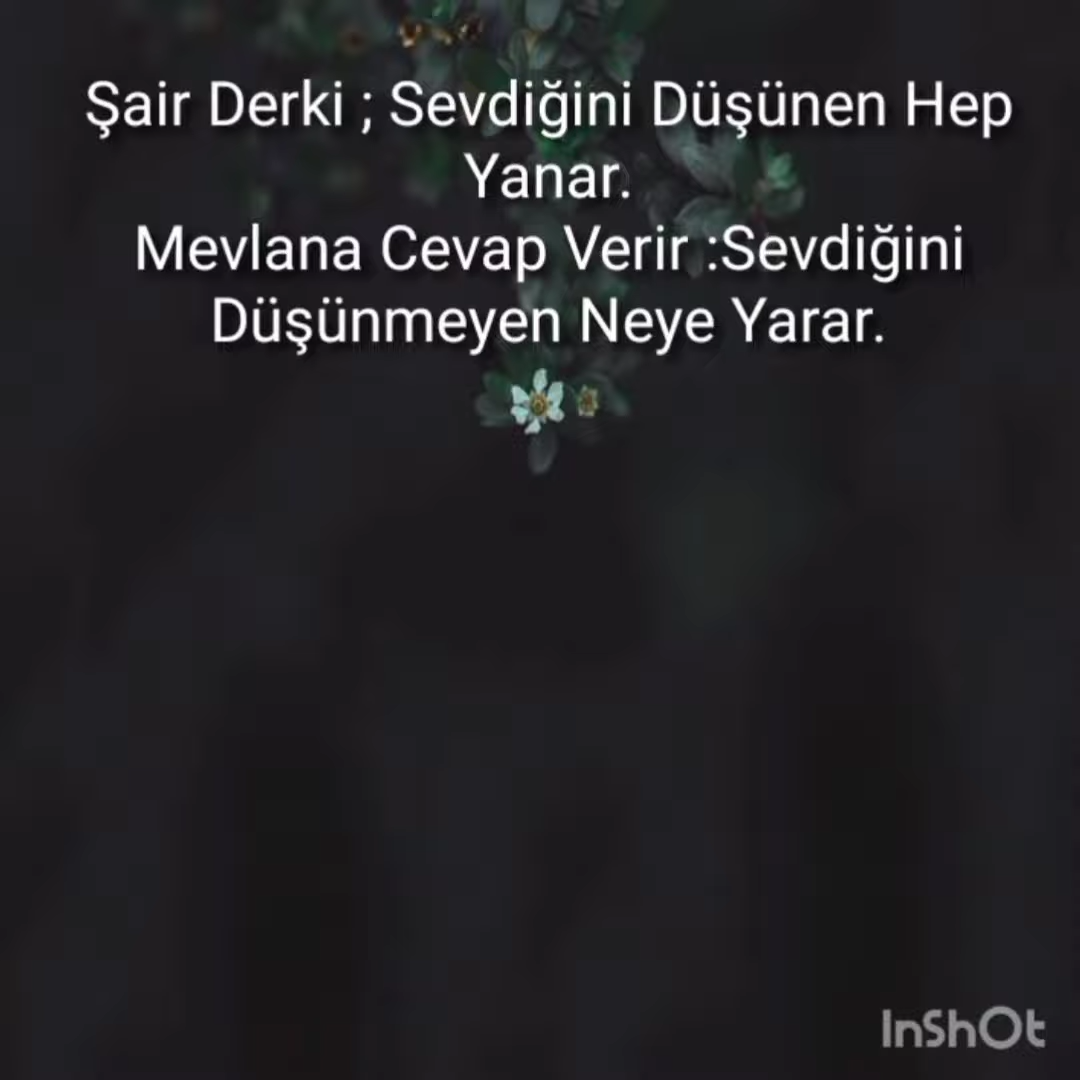 Şair Derki ; Sevdiğini Düşünen Hep
Yanar.
Mevlana Cevap Verir :Sevdiğini
Düşünmeyen Neye Yarar.
InShOt